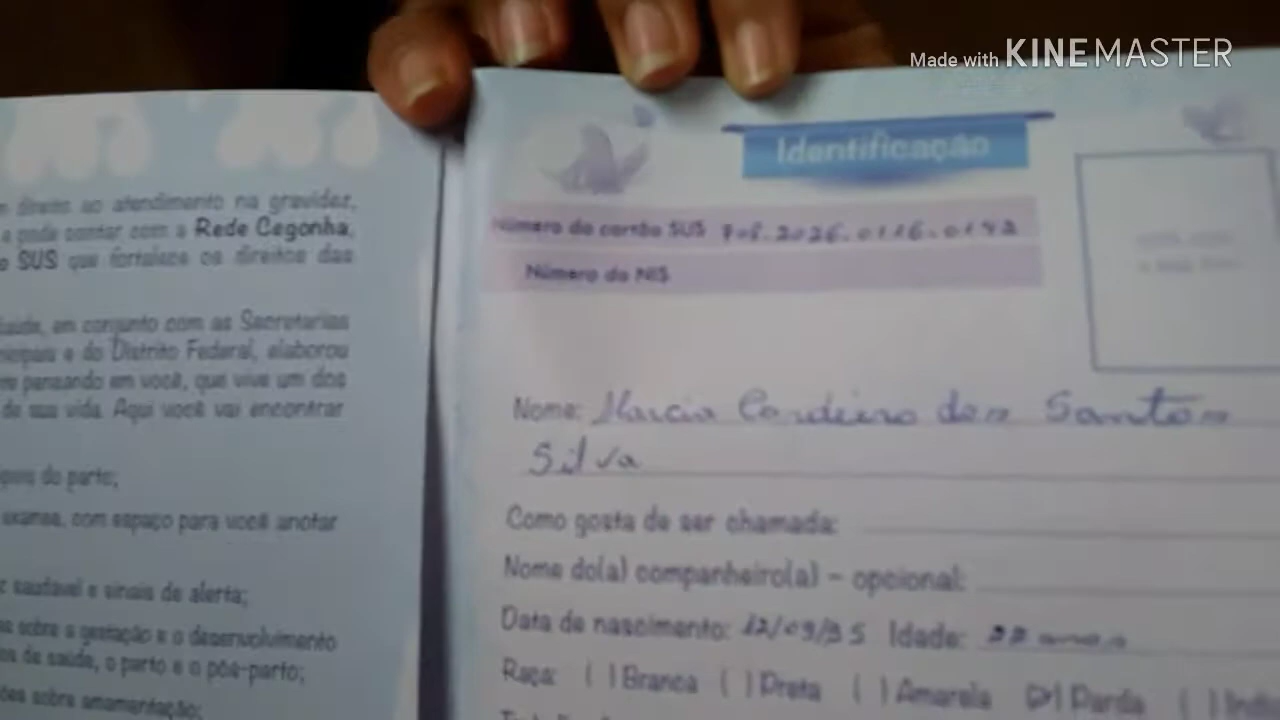 Made with KINEMASTER
direito ao atendimento na gravidez,
e pode contar com a Rede Cegonha,
SUS que fortalece os direitos das
Saúde, em conjunto com as Secretarias
e do Distrito Federal, elaborou
pensando em você, que vive um dos
de sua vida. Aqui você vai encontrar
do parto;
exames, com espaço para você anotar
saudável e sinais de alerta;
sobre a gestação e o desenvolvimento
de saúde, o parto e o pós-parto;
sobre amamentação;
Identificação
Número do cartão SUS
Número do NIS
Nome: Marcia Cordeiro dos Santos
Silva
Como gosta de ser chamada:
Nome do(a) companheiro(a) - opcional:
Data de nascimento: 12/09/95 Idade: anos
Raça: ( ) Branca ( ) Preta ( ) Amarela (x) Parda ( )